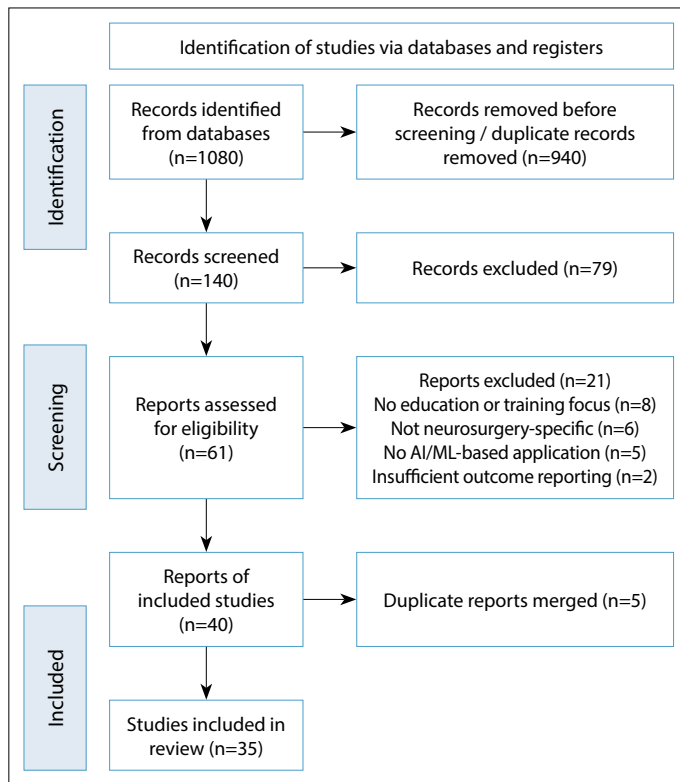 Identification of studies via databases and registers
Identification
Records identified
from databases
(n=1080)
Records removed before
screening / duplicate records
removed (n=940)
Records screened
(n=140)
Records excluded (n=79)
Screening
Reports assessed
for eligibility
(n=61)
Reports excluded (n=21)
No education or training focus (n=8)
Not neurosurgery-specific (n=6)
No AI/ML-based application (n=5)
Insufficient outcome reporting (n=2)
Included
Reports of
included studies
(n=40)
Duplicate reports merged (n=5)
Studies included in
review (n=35)